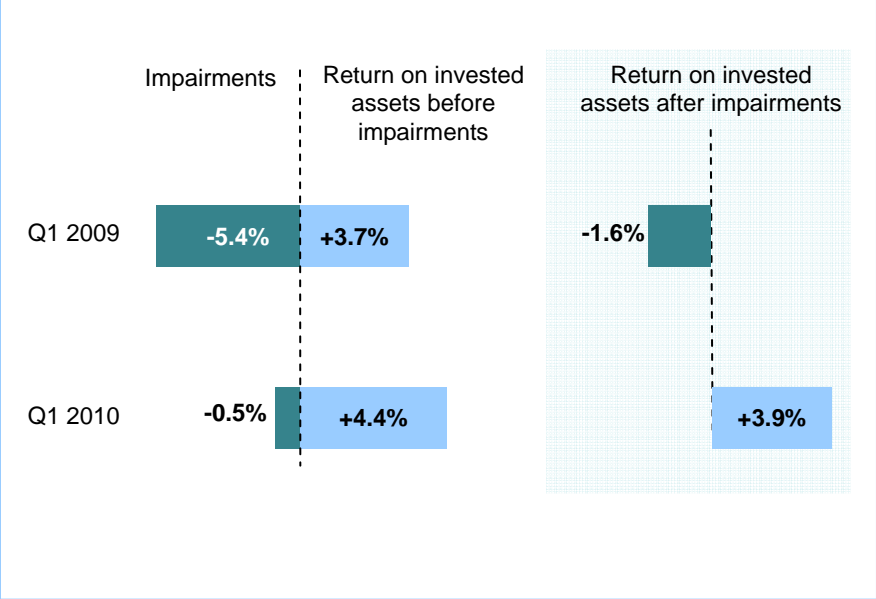 Impairments
Return on invested
assets before
impairments
Return on invested
assets after impairments
Q1 2009
-5.4%
+3.7%
-1.6%
Q1 2010
-0.5%
+4.4%
+3.9%